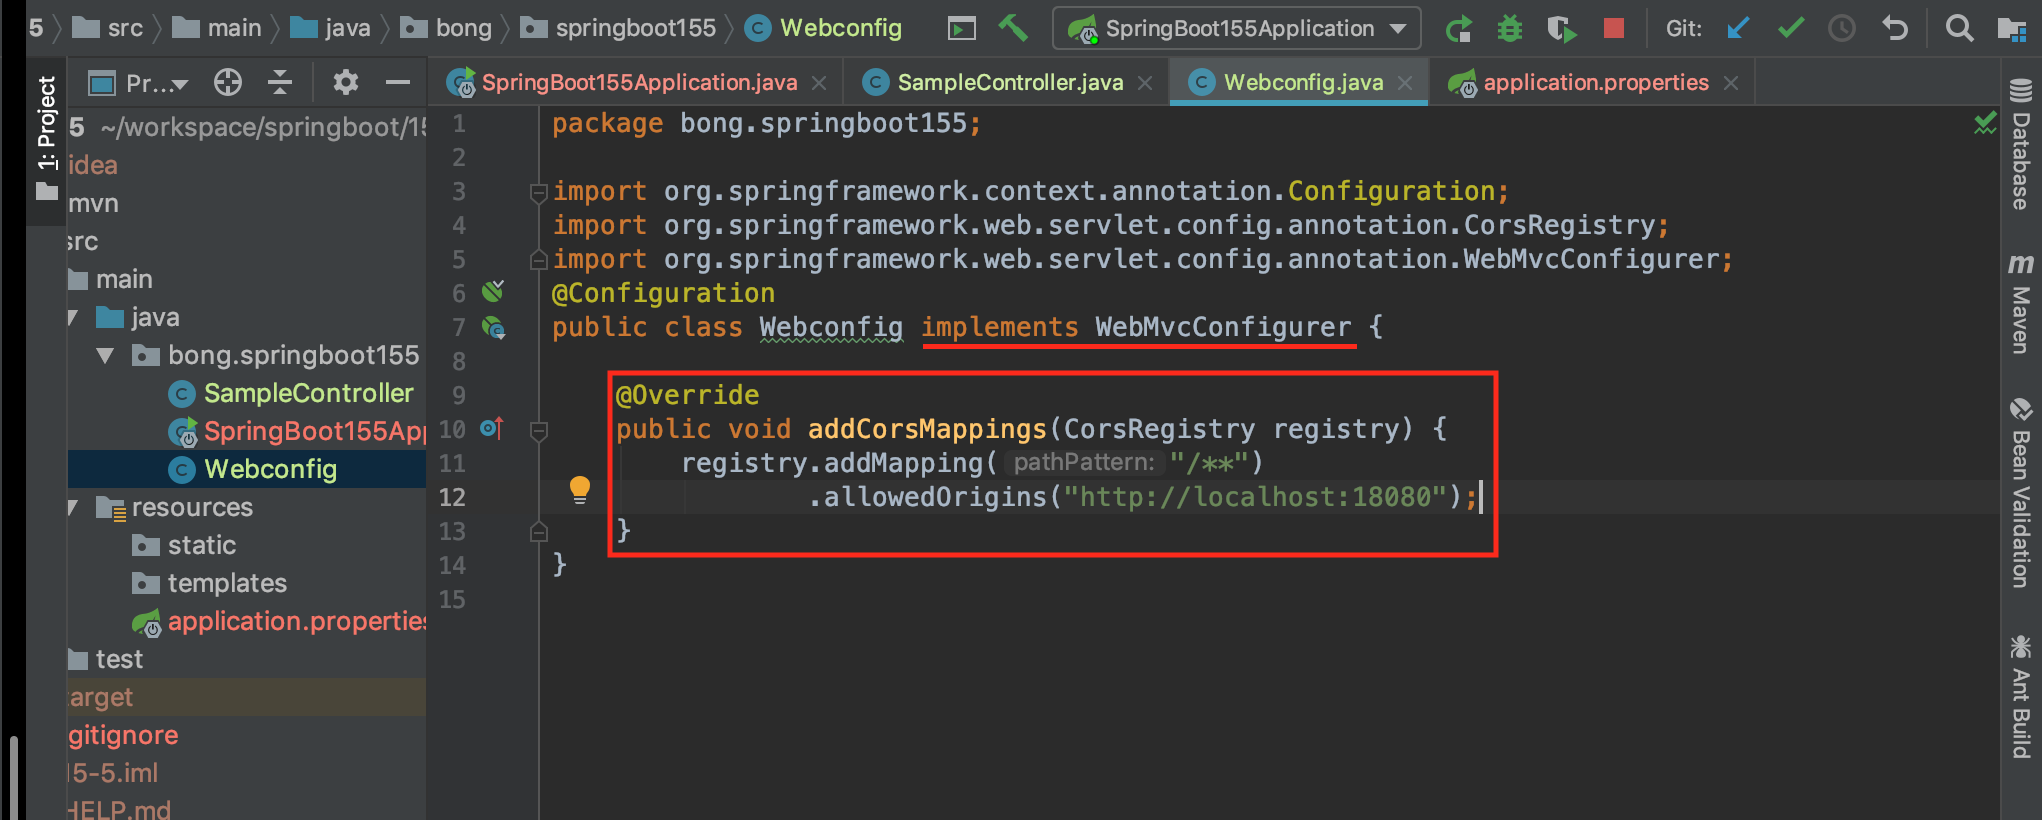 5 src main java bong springboot155 Webconfig SpringBoot155Application Git:
1: Project
Pr...
SpringBoot155Application.java SampleController.java Webconfig.java application.properties
5 ~/workspace/springboot/15
idea
mvn
src
main
java
bong.springboot155
SampleController
SpringBoot155App
Webconfig
resources
static
templates
application.properties
test
target
gitignore
15-5.iml
HELP.md
1 package bong.springboot155;
2
3 import org.springframework.context.annotation.Configuration;
4 import org.springframework.web.servlet.config.annotation.CorsRegistry;
5 import org.springframework.web.servlet.config.annotation.WebMvcConfigurer;
6 @Configuration
7 public class Webconfig implements WebMvcConfigurer {
8
9 @Override
10 public void addCorsMappings(CorsRegistry registry) {
11 registry.addMapping( pathPattern: "/**")
12 .allowedOrigins("http://localhost:18080");
13 }
14 }
15
Database
m Maven
Bean Validation
Ant Build